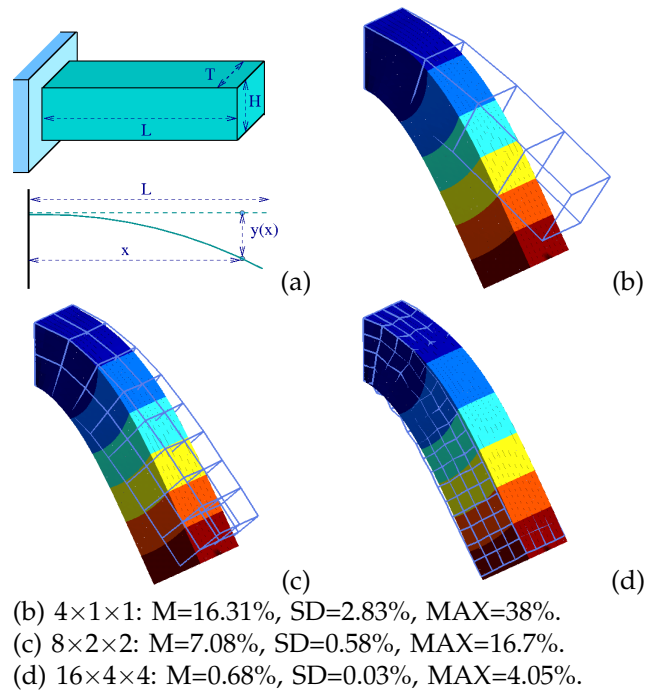 T
H
L
L
y(x)
x
(a)
(b)
(c)
(d)
(b) 4×1×1: M=16.31%, SD=2.83%, MAX=38%.
(c) 8×2×2: M=7.08%, SD=0.58%, MAX=16.7%.
(d) 16×4×4: M=0.68%, SD=0.03%, MAX=4.05%.